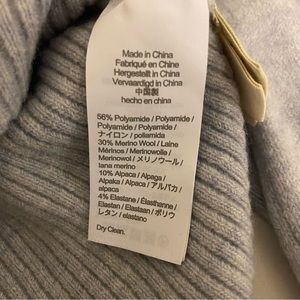 Made in China
Fabriqué en China
Hergestellt in China
Vervaardigd in China
中国製
hecho en china
56% Polyamide / Polyamide /
Polyamide / Polyamide /
ナイロン / poliamida
30% Merino Wool / Laine
Mérinos / Merinowolle /
Merinowol / メリノウール /
lana merino
10% Alpaca / Alpaga /
Alpaka / Alpaca / アルパカ /
alpaca
4% Elastane / Élasthanne /
Elastan / Elastaan / ポリウ
レタン / elastano
Dry Clean.